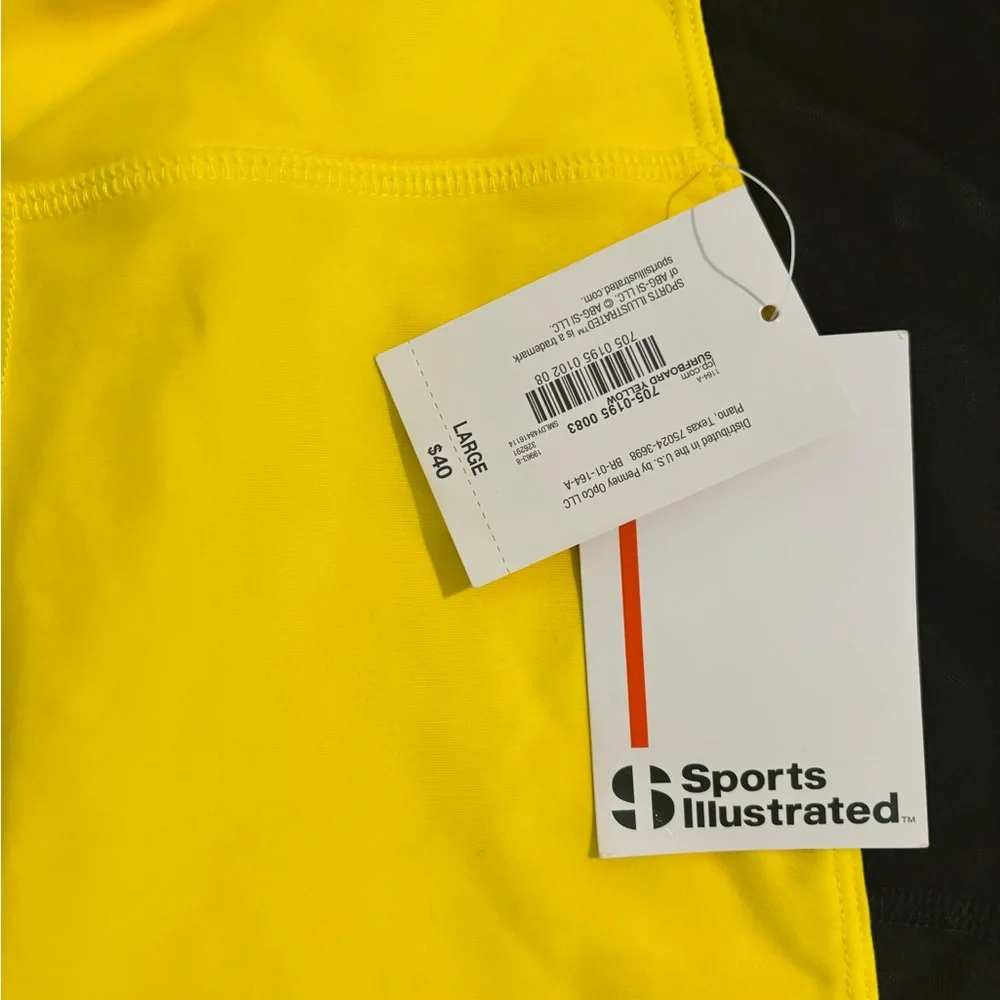 SPORTS ILLUSTRATED™ is a trademark
of ABG-SI LLC. © ABG-SI LLC.
sportsillustrated.com.
705 0195 0102 08
1164-A
jcp.com
SURFBOARD YELLOW
705-0195 0083
SMLDY46416114
326291
19963-8
Distributed in the U.S. by Penney OpCo LLC
Plano, Texas 75024-3698 BR-01-164-A
LARGE
$40
Sports
Illustrated™